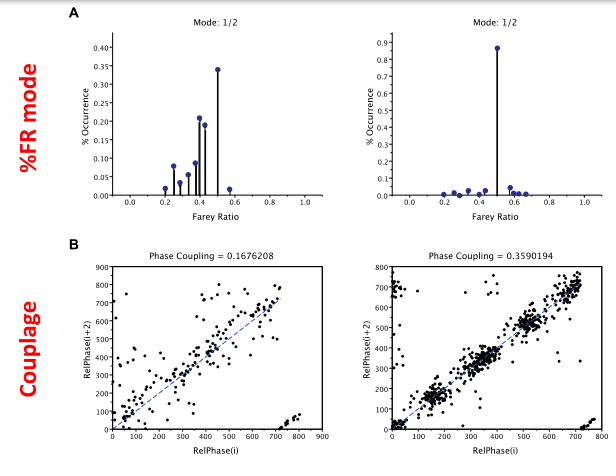 A
Mode: 1/2
Mode: 1/2
%FR mode
% Occurrence
0.40
0.35
0.30
0.25
0.20
0.15
0.10
0.05
0.00
0.0 0.2 0.4 0.6 0.8 1.0
Farey Ratio
% Occurrence
0.9
0.8
0.7
0.6
0.5
0.4
0.3
0.2
0.1
0.0
0.0 0.2 0.4 0.6 0.8 1.0
Farey Ratio
B
Couplage
Phase Coupling = 0.1676208
RelPhase(i+2)
900
800
700
600
500
400
300
200
100
0
0 100 200 300 400 500 600 700 800 900
RelPhase(i)
Phase Coupling = 0.3590194
RelPhase(i+2)
800
700
600
500
400
300
200
100
0
0 100 200 300 400 500 600 700 800
RelPhase(i)